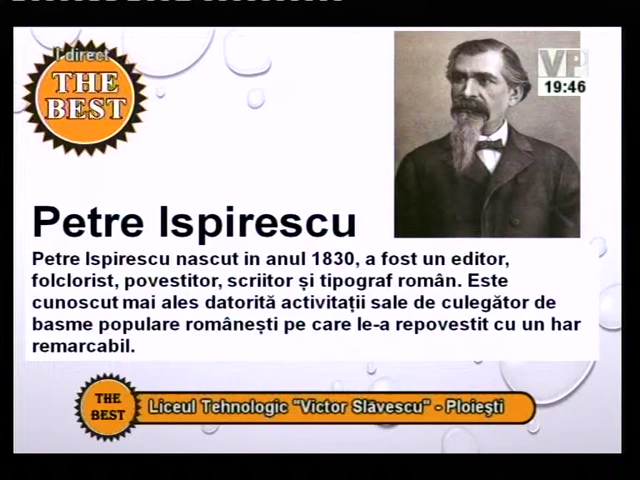 În direct
THE
BEST
VP
19:46
Petre Ispirescu
Petre Ispirescu nascut in anul 1830, a fost un editor,
folclorist, povestitor, scriitor și tipograf român. Este
cunoscut mai ales datorită activitații sale de culegător de
basme populare românești pe care le-a repovestit cu un har
remarcabil.
THE
BEST
Liceul Tehnologic "Victor Slăvescu" - Ploiești